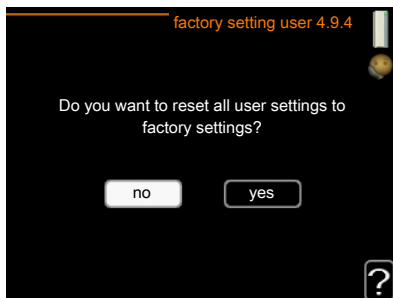 factory setting user 4.9.4
Do you want to reset all user settings to
factory settings?
no
yes
?